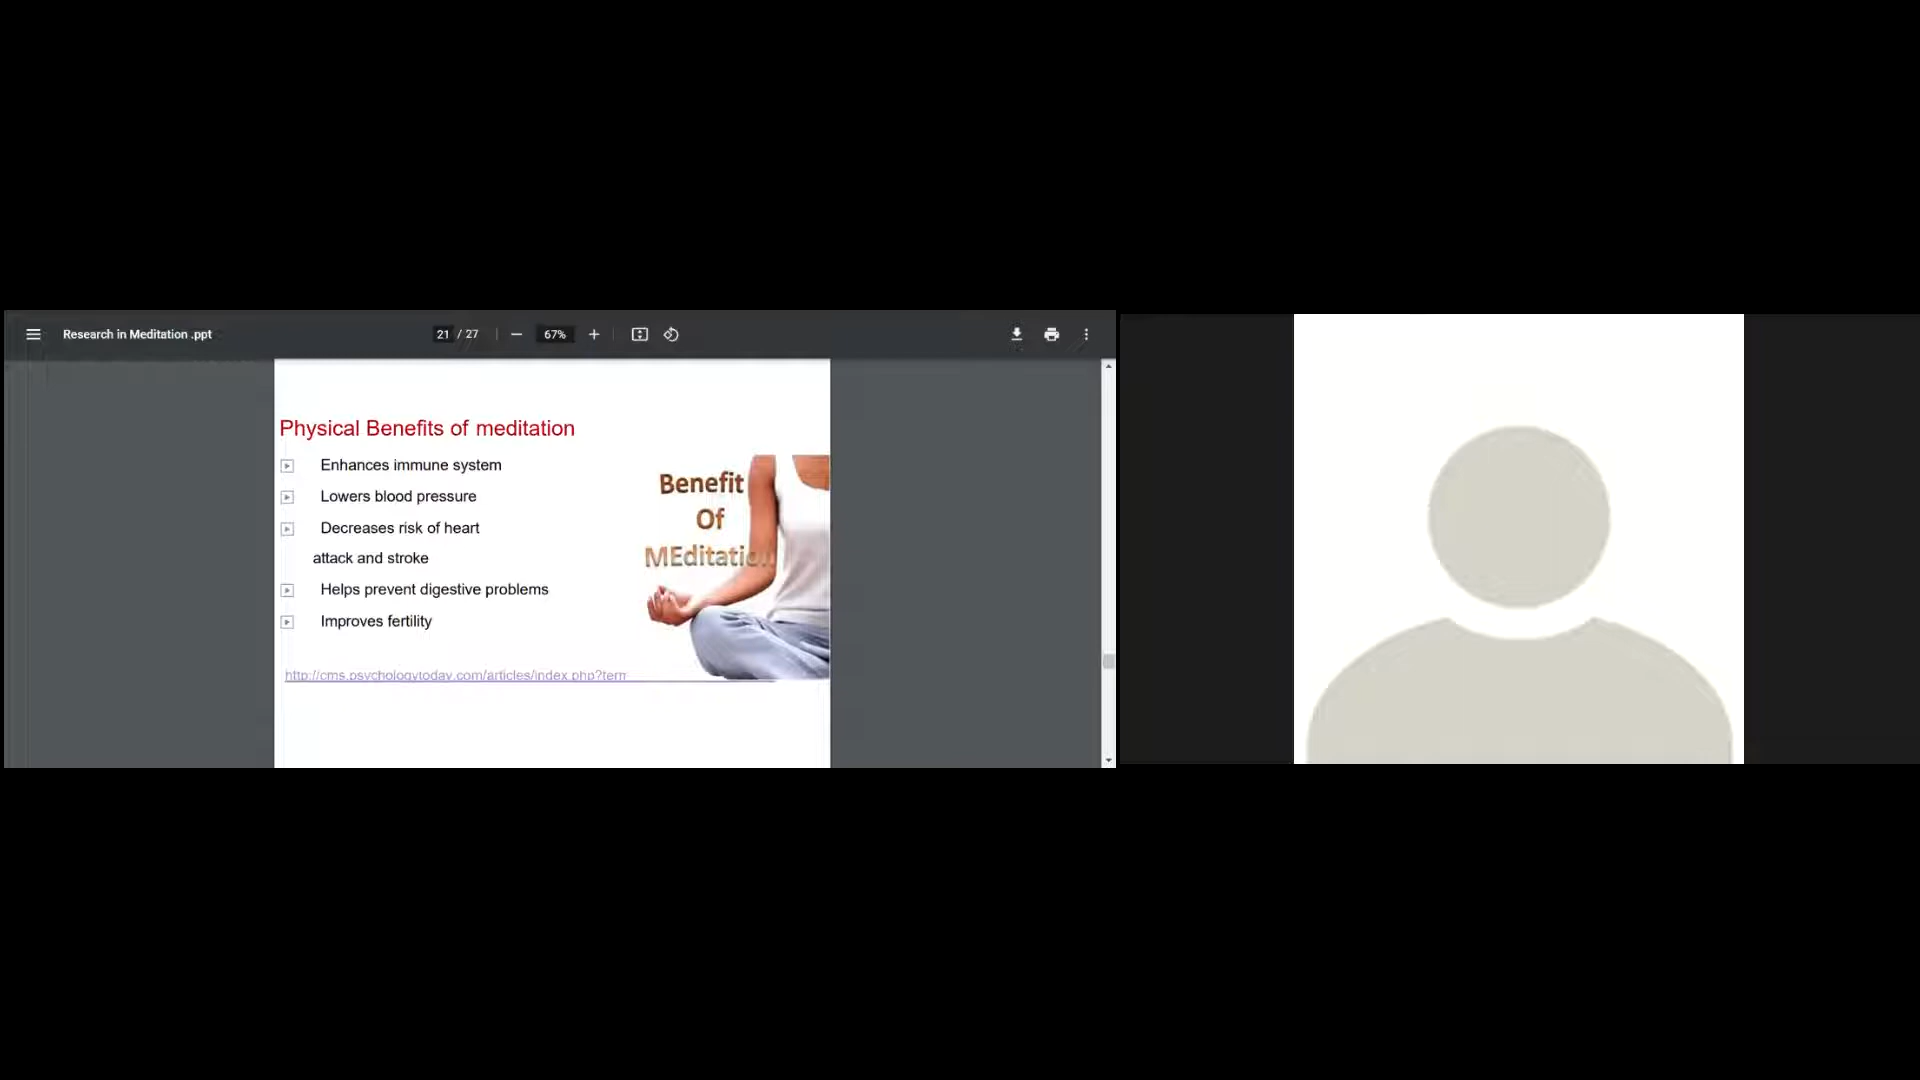 Research in Meditation .ppt
21 / 27
67%
Physical Benefits of meditation
Enhances immune system
Lowers blood pressure
Decreases risk of heart
attack and stroke
Helps prevent digestive problems
Improves fertility
Benefit
Of
MEditation
http://cms.psychologytoday.com/articles/index.php?term